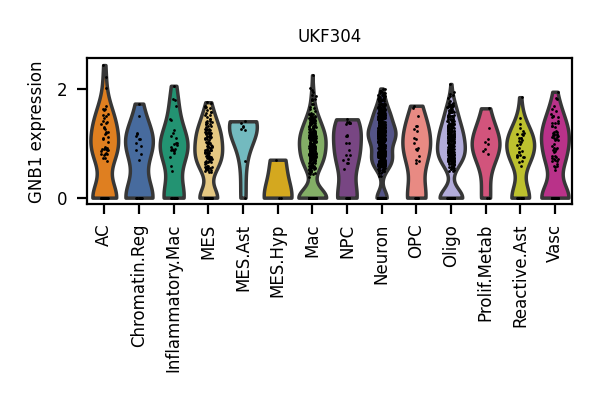 UKF304
GNB1 expression
2
0
AC
Chromatin.Reg
Inflammatory.Mac
MES
MES.Ast
MES.Hyp
Mac
NPC
Neuron
OPC
Oligo
Prolif.Metab
Reactive.Ast
Vasc